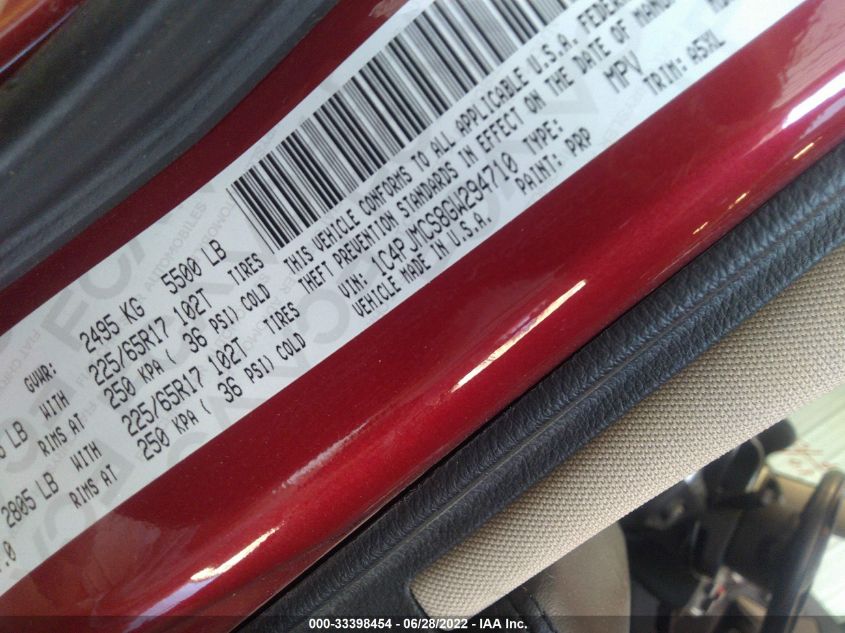 GVWR: 2495 KG 5500 LB
LB WITH 225/65R17 102T TIRES
RIMS AT 250 KPA ( 36 PSI) COLD
2805 LB WITH 225/65R17 102T TIRES
RIMS AT 250 KPA ( 36 PSI) COLD
THIS VEHICLE CONFORMS TO ALL APPLICABLE U.S.A. FEDER
THEFT PREVENTION STANDARDS IN EFFECT ON THE DATE OF MANU
VIN: 1C4PJMCS8GW294710 TYPE: MPV
VEHICLE MADE IN U.S.A. PAINT: PRP TRIM: A5XL
000-33398454 / 06/28/2022 / IAA Inc.